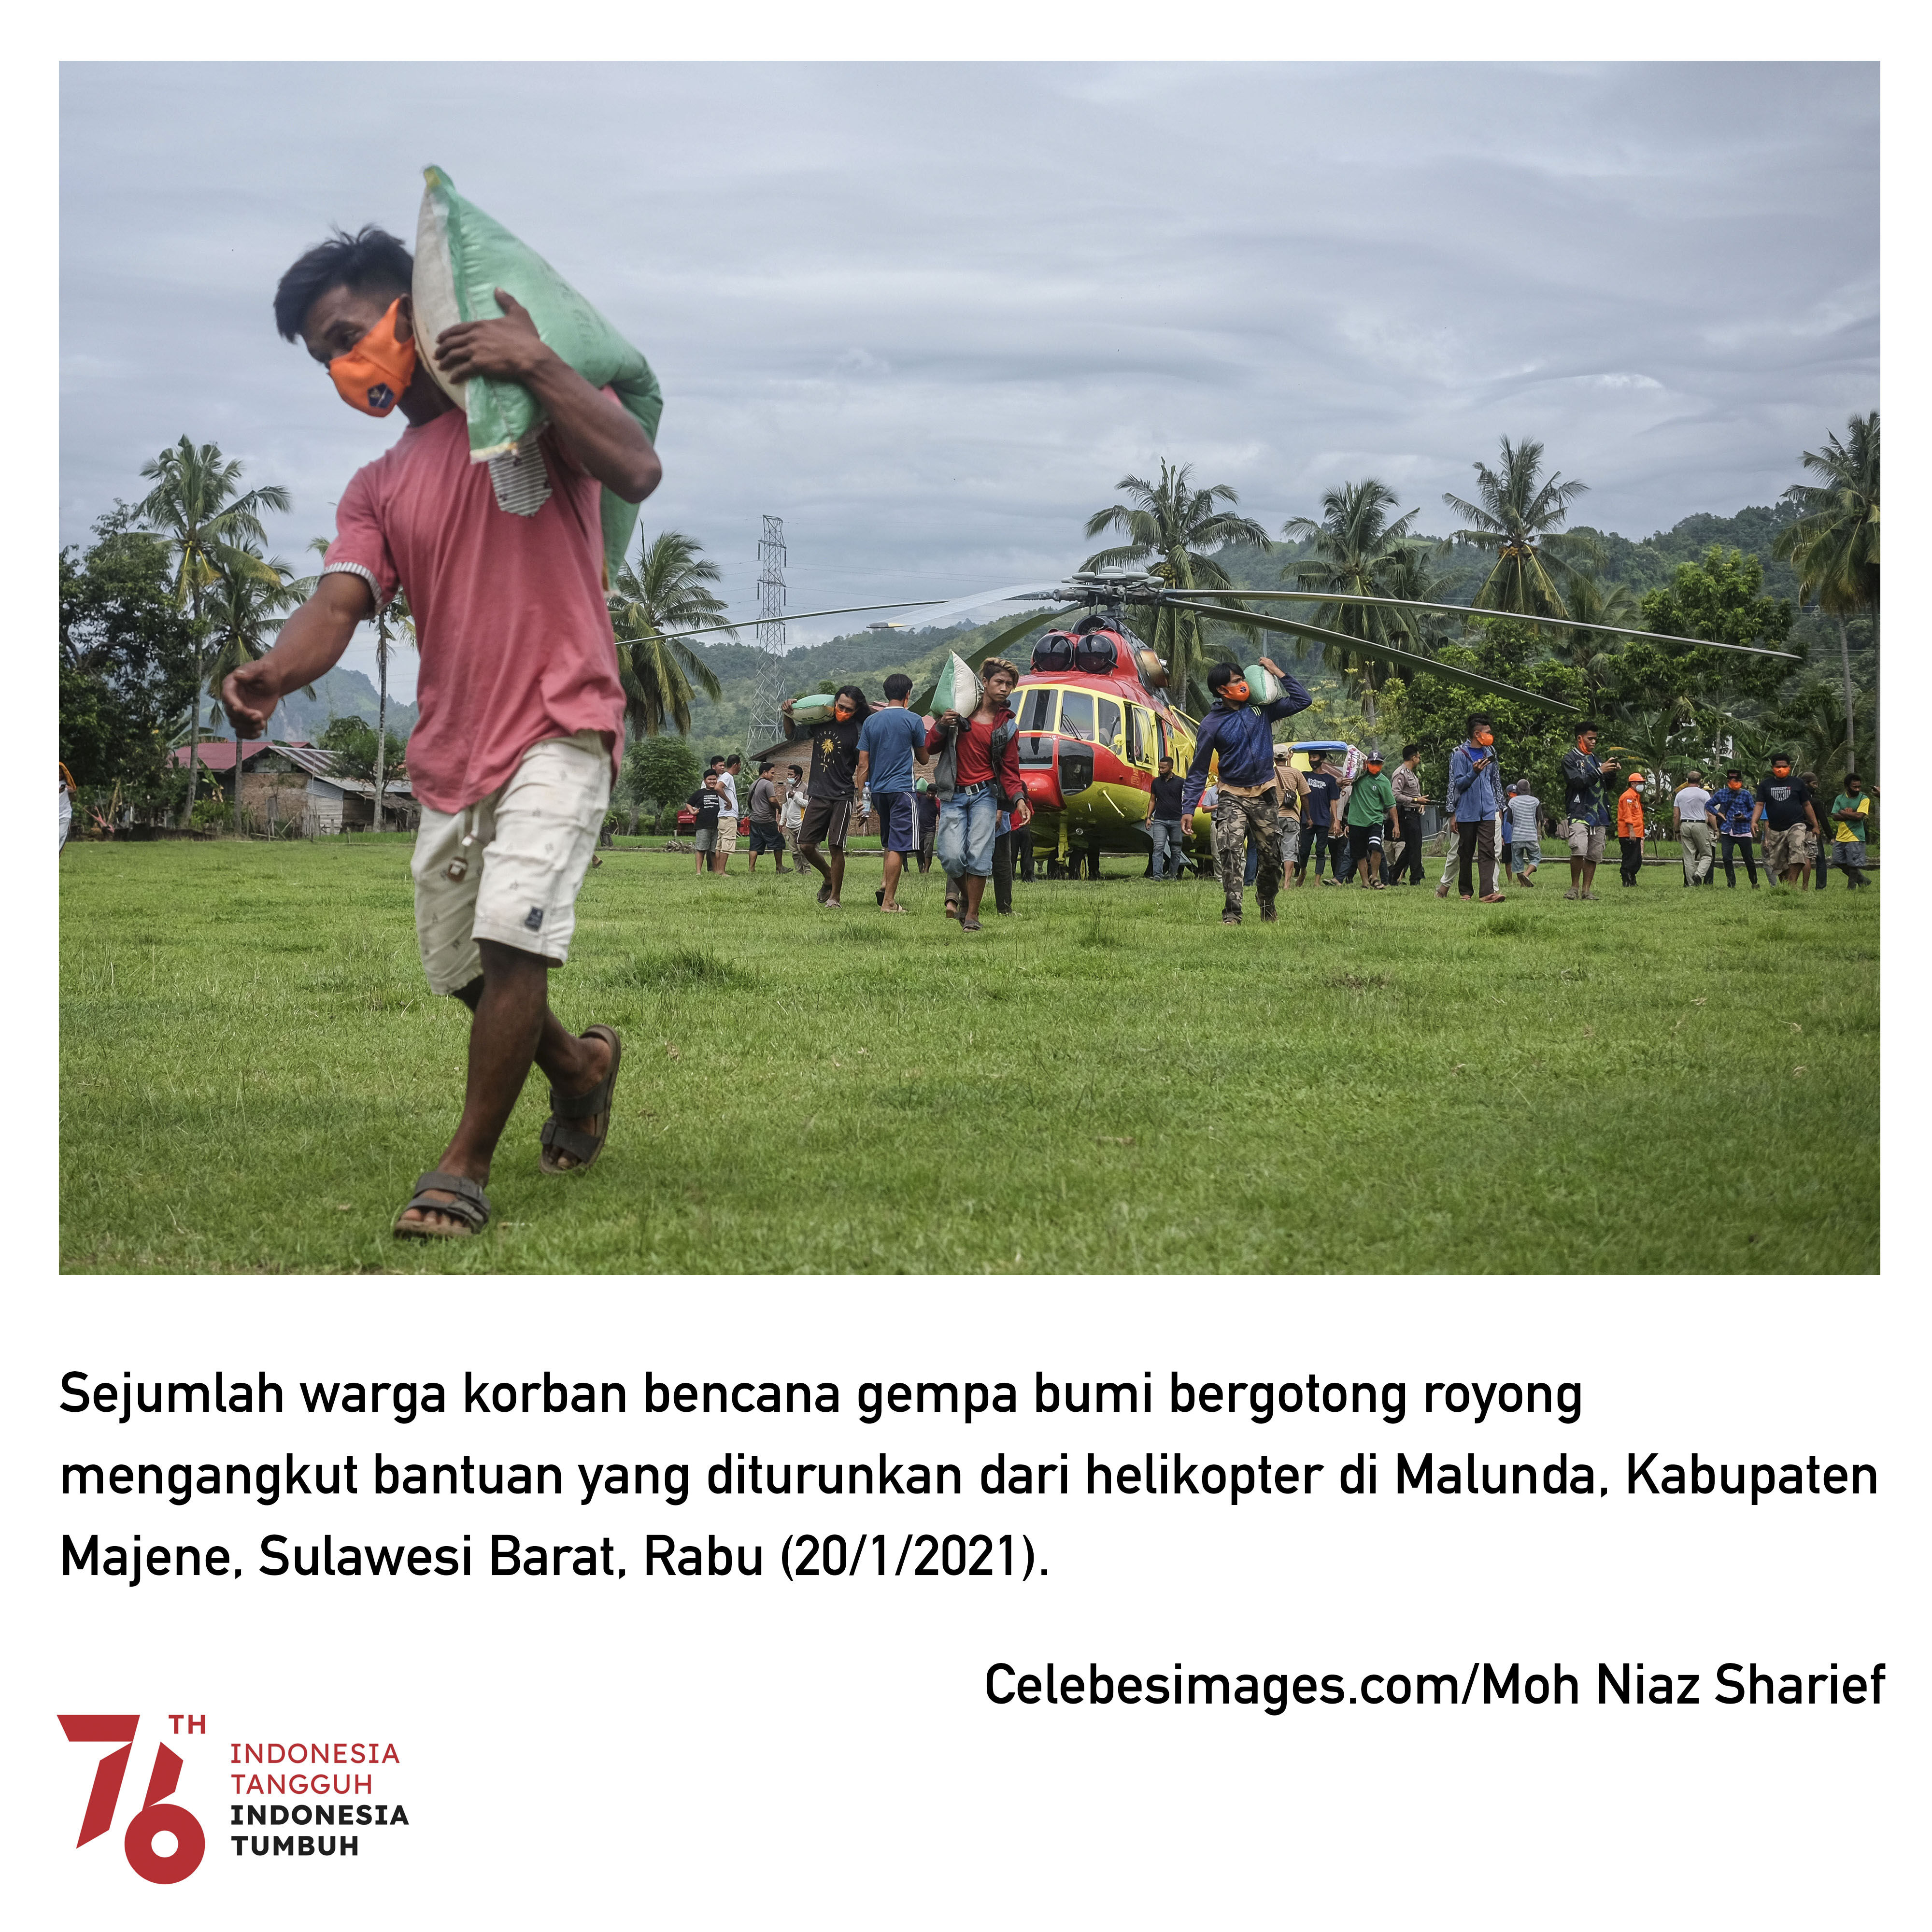 Sejumlah warga korban bencana gempa bumi bergotong royong
mengangkut bantuan yang diturunkan dari helikopter di Malunda, Kabupaten
Majene, Sulawesi Barat, Rabu (20/1/2021).
Celebesimages.com/Moh Niaz Sharief
76 TH
INDONESIA
TANGGUH
INDONESIA
TUMBUH